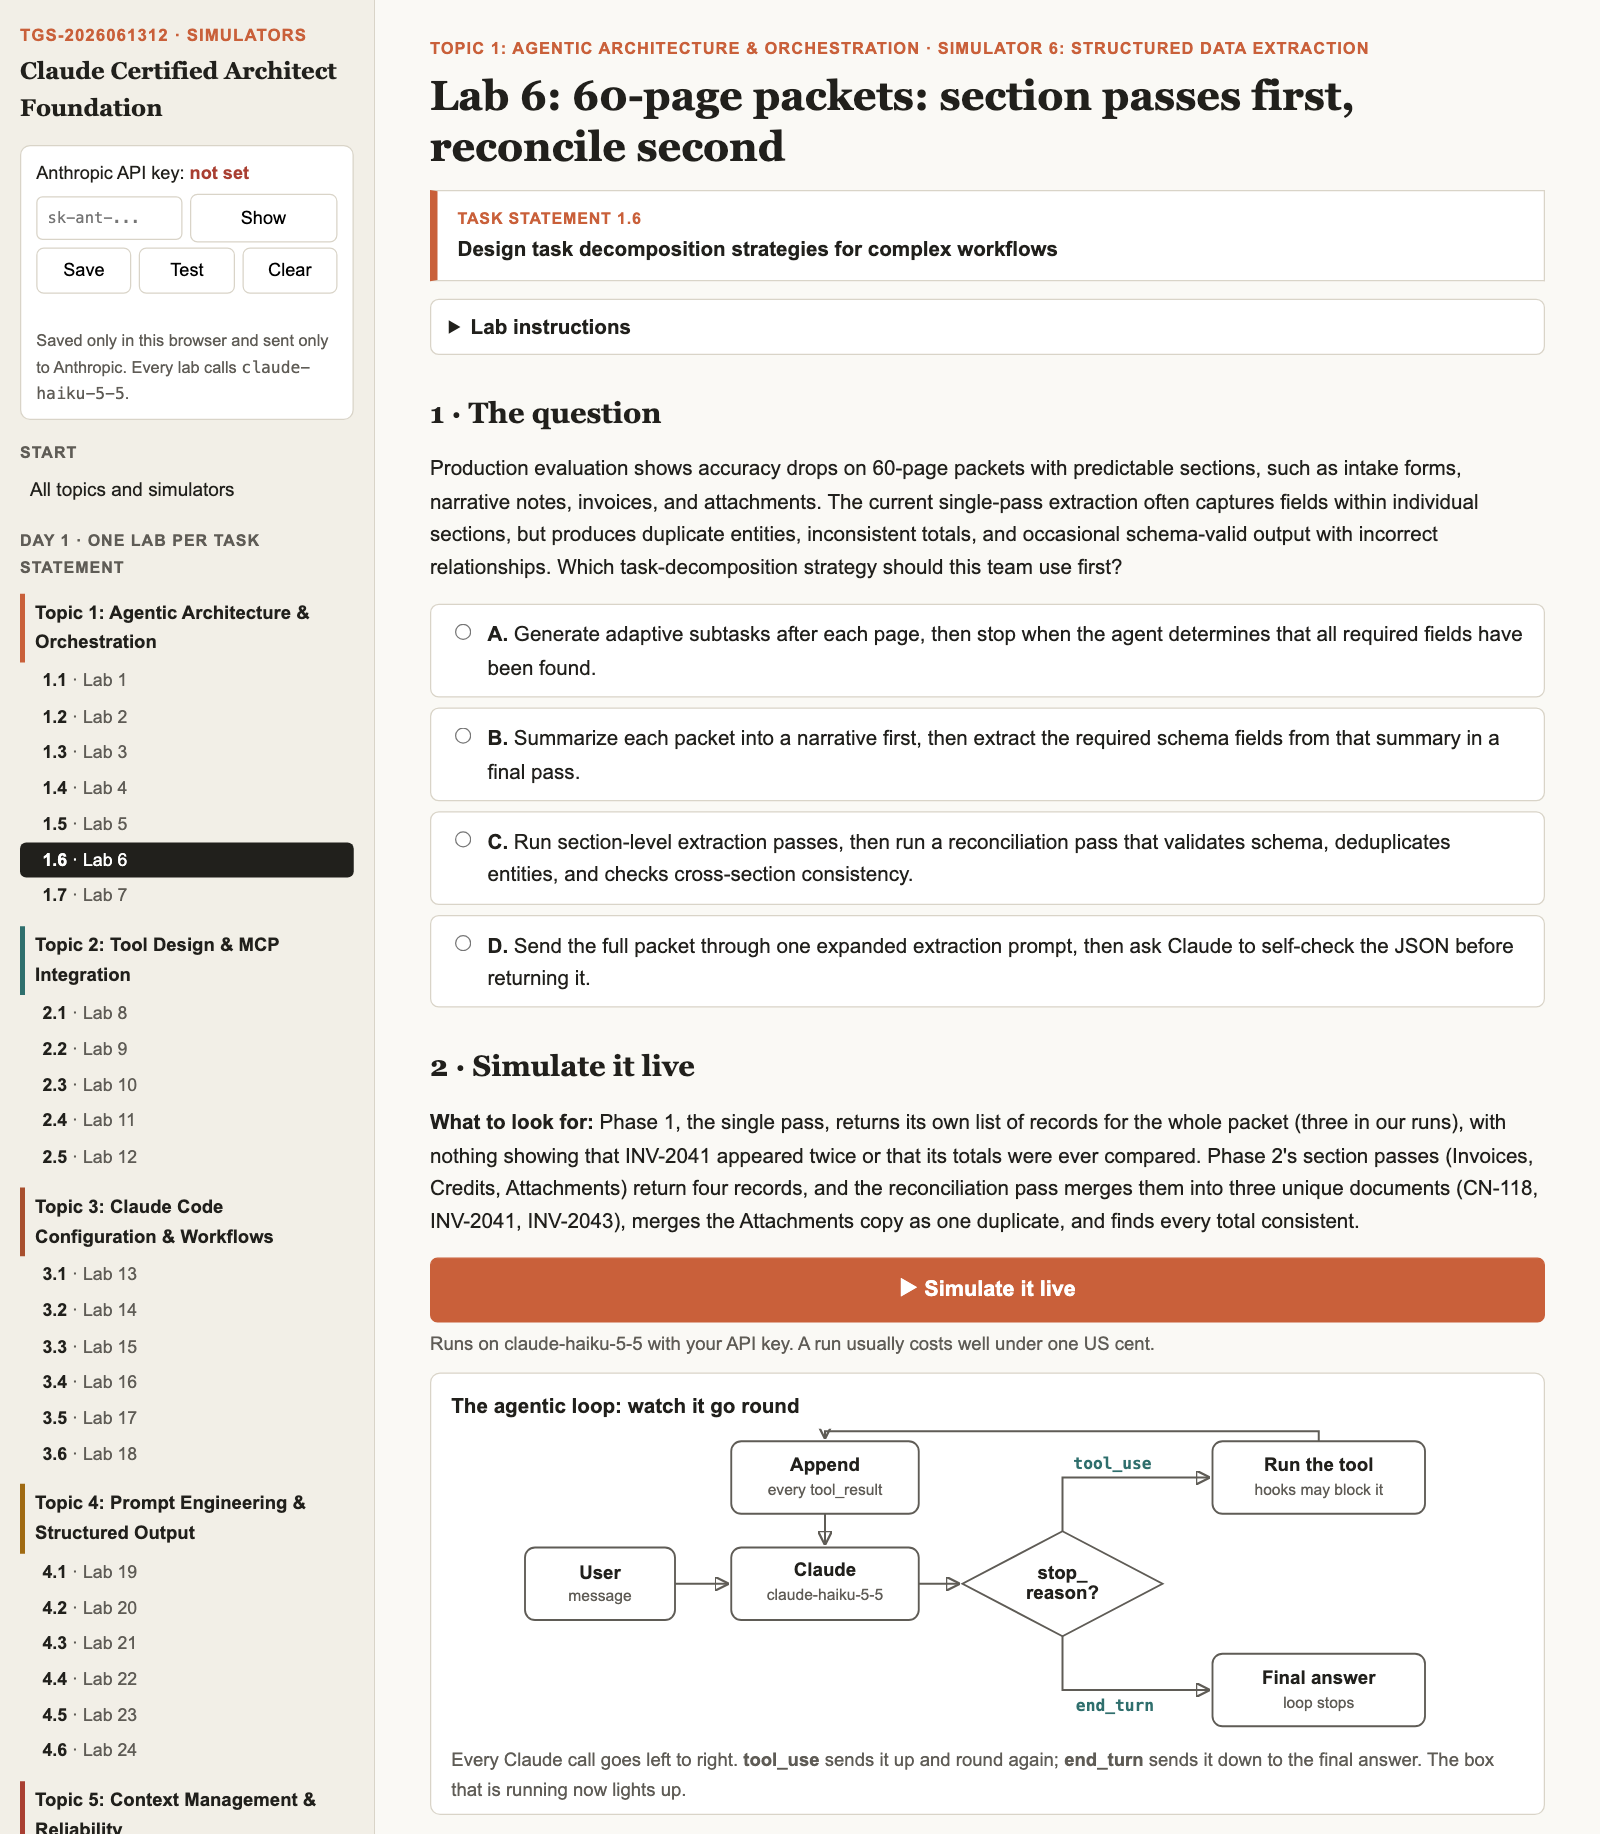 TGS-2026061312 · SIMULATORS
Claude Certified Architect
Foundation
Anthropic API key: not set
sk-ant-...
Show
Save
Test
Clear
Saved only in this browser and sent only
to Anthropic. Every lab calls claude-
haiku-5-5.
START
All topics and simulators
DAY 1 · ONE LAB PER TASK
STATEMENT
Topic 1: Agentic Architecture &
Orchestration
1.1 · Lab 1
1.2 · Lab 2
1.3 · Lab 3
1.4 · Lab 4
1.5 · Lab 5
1.6 · Lab 6
1.7 · Lab 7
Topic 2: Tool Design & MCP
Integration
2.1 · Lab 8
2.2 · Lab 9
2.3 · Lab 10
2.4 · Lab 11
2.5 · Lab 12
Topic 3: Claude Code
Configuration & Workflows
3.1 · Lab 13
3.2 · Lab 14
3.3 · Lab 15
3.4 · Lab 16
3.5 · Lab 17
3.6 · Lab 18
Topic 4: Prompt Engineering &
Structured Output
4.1 · Lab 19
4.2 · Lab 20
4.3 · Lab 21
4.4 · Lab 22
4.5 · Lab 23
4.6 · Lab 24
Topic 5: Context Management &
Reliability
TOPIC 1: AGENTIC ARCHITECTURE & ORCHESTRATION · SIMULATOR 6: STRUCTURED DATA EXTRACTION
Lab 6: 60-page packets: section passes first,
reconcile second
TASK STATEMENT 1.6
Design task decomposition strategies for complex workflows
▶ Lab instructions
1 · The question
Production evaluation shows accuracy drops on 60-page packets with predictable sections, such as intake forms,
narrative notes, invoices, and attachments. The current single-pass extraction often captures fields within individual
sections, but produces duplicate entities, inconsistent totals, and occasional schema-valid output with incorrect
relationships. Which task-decomposition strategy should this team use first?
A. Generate adaptive subtasks after each page, then stop when the agent determines that all required fields have
been found.
B. Summarize each packet into a narrative first, then extract the required schema fields from that summary in a
final pass.
C. Run section-level extraction passes, then run a reconciliation pass that validates schema, deduplicates
entities, and checks cross-section consistency.
D. Send the full packet through one expanded extraction prompt, then ask Claude to self-check the JSON before
returning it.
2 · Simulate it live
What to look for: Phase 1, the single pass, returns its own list of records for the whole packet (three in our runs), with
nothing showing that INV-2041 appeared twice or that its totals were ever compared. Phase 2's section passes (Invoices,
Credits, Attachments) return four records, and the reconciliation pass merges them into three unique documents (CN-118,
INV-2041, INV-2043), merges the Attachments copy as one duplicate, and finds every total consistent.
▶ Simulate it live
Runs on claude-haiku-5-5 with your API key. A run usually costs well under one US cent.
The agentic loop: watch it go round
Append
every tool_result
tool_use
Run the tool
hooks may block it
User
message
Claude
claude-haiku-5-5
stop_
reason?
Final answer
loop stops
end_turn
Every Claude call goes left to right. tool_use sends it up and round again; end_turn sends it down to the final answer. The box
that is running now lights up.